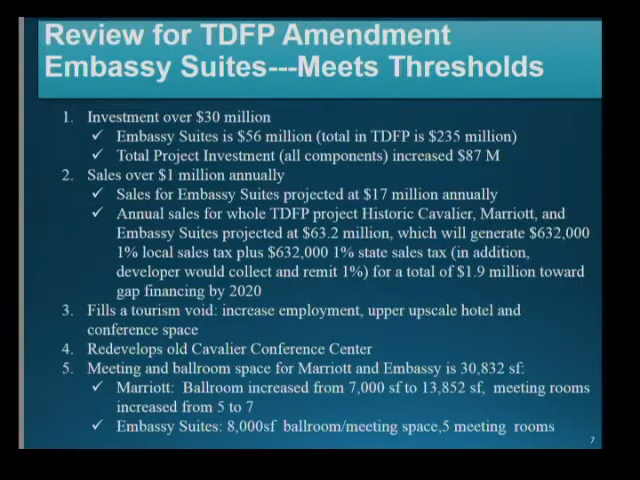 Review for TDFP Amendment
Embassy Suites---Meets Thresholds
1. Investment over $30 million
✓ Embassy Suites is $56 million (total in TDFP is $235 million)
✓ Total Project Investment (all components) increased $87 M
2. Sales over $1 million annually
✓ Sales for Embassy Suites projected at $17 million annually
✓ Annual sales for whole TDFP project Historic Cavalier, Marriott, and
Embassy Suites projected at $63.2 million, which will generate $632,000
1% local sales tax plus $632,000 1% state sales tax (in addition,
developer would collect and remit 1%) for a total of $1.9 million toward
gap financing by 2020
3. Fills a tourism void: increase employment, upper upscale hotel and
conference space
4. Redevelops old Cavalier Conference Center
5. Meeting and ballroom space for Marriott and Embassy is 30,832 sf:
✓ Marriott: Ballroom increased from 7,000 sf to 13,852 sf, meeting rooms
increased from 5 to 7
✓ Embassy Suites: 8,000sf ballroom/meeting space,5 meeting rooms
7